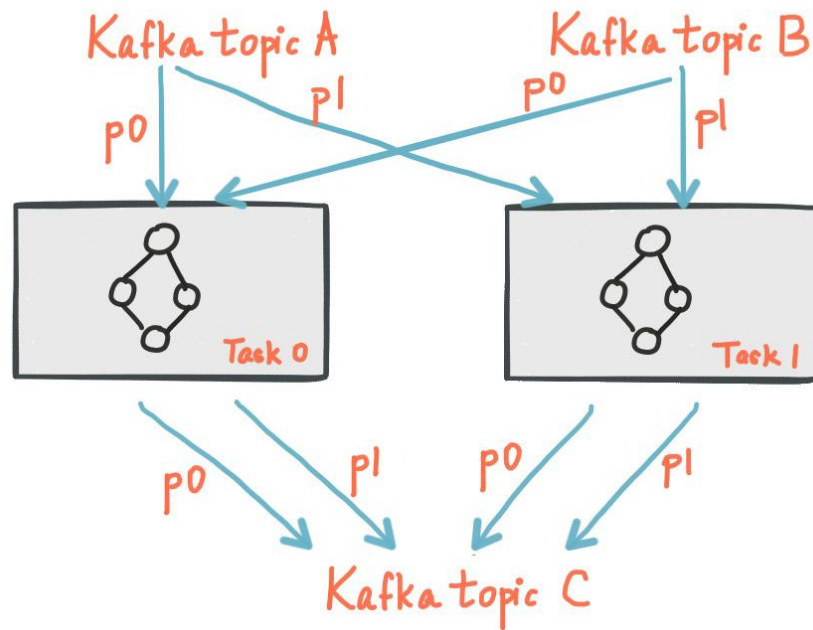 Kafka topic A
Kafka topic B
p0
p1
p0
p1
Task 0
Task 1
p0
p1
p0
p1
Kafka topic C